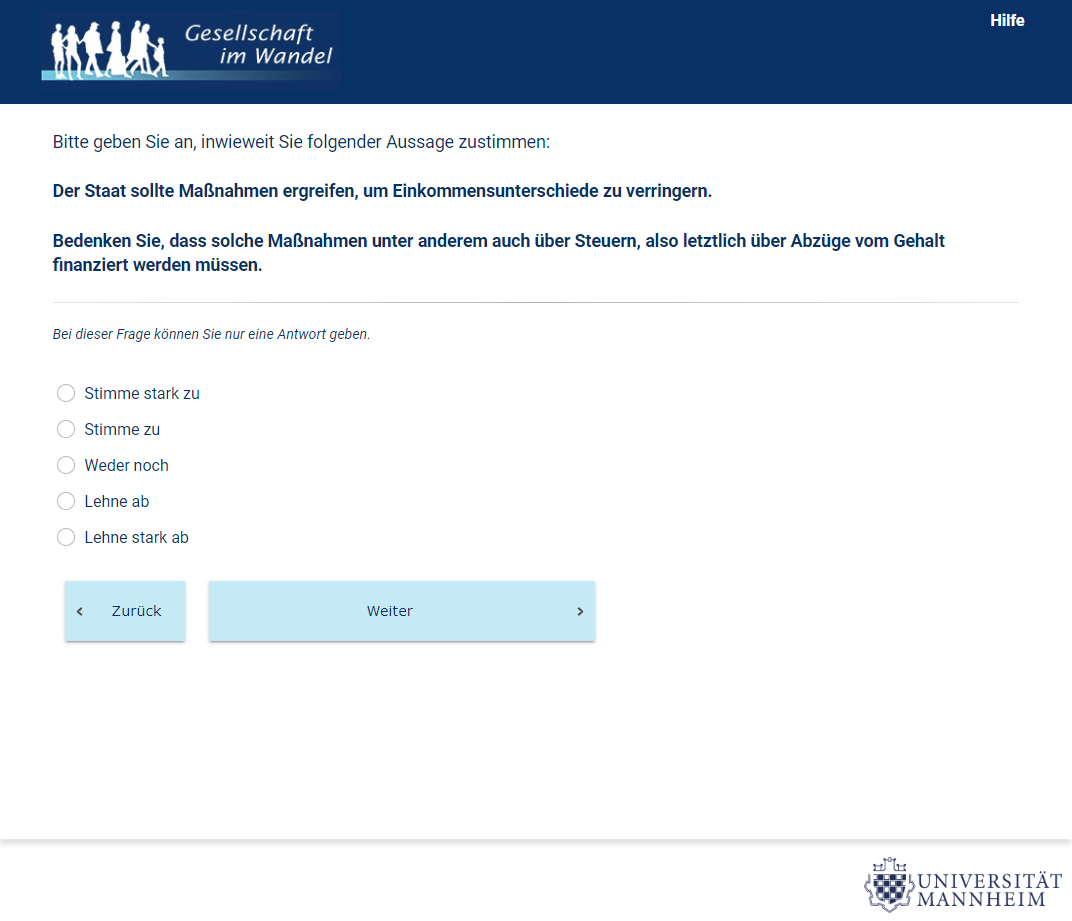 Gesellschaft
im Wandel
Hilfe
Bitte geben Sie an, inwieweit Sie folgender Aussage zustimmen:
Der Staat sollte Maßnahmen ergreifen, um Einkommensunterschiede zu verringern.
Bedenken Sie, dass solche Maßnahmen unter anderem auch über Steuern, also letztlich über Abzüge vom Gehalt
finanziert werden müssen.
Bei dieser Frage können Sie nur eine Antwort geben.
Stimme stark zu
Stimme zu
Weder noch
Lehne ab
Lehne stark ab
Zurück
Weiter
UNIVERSITÄT
MANNHEIM